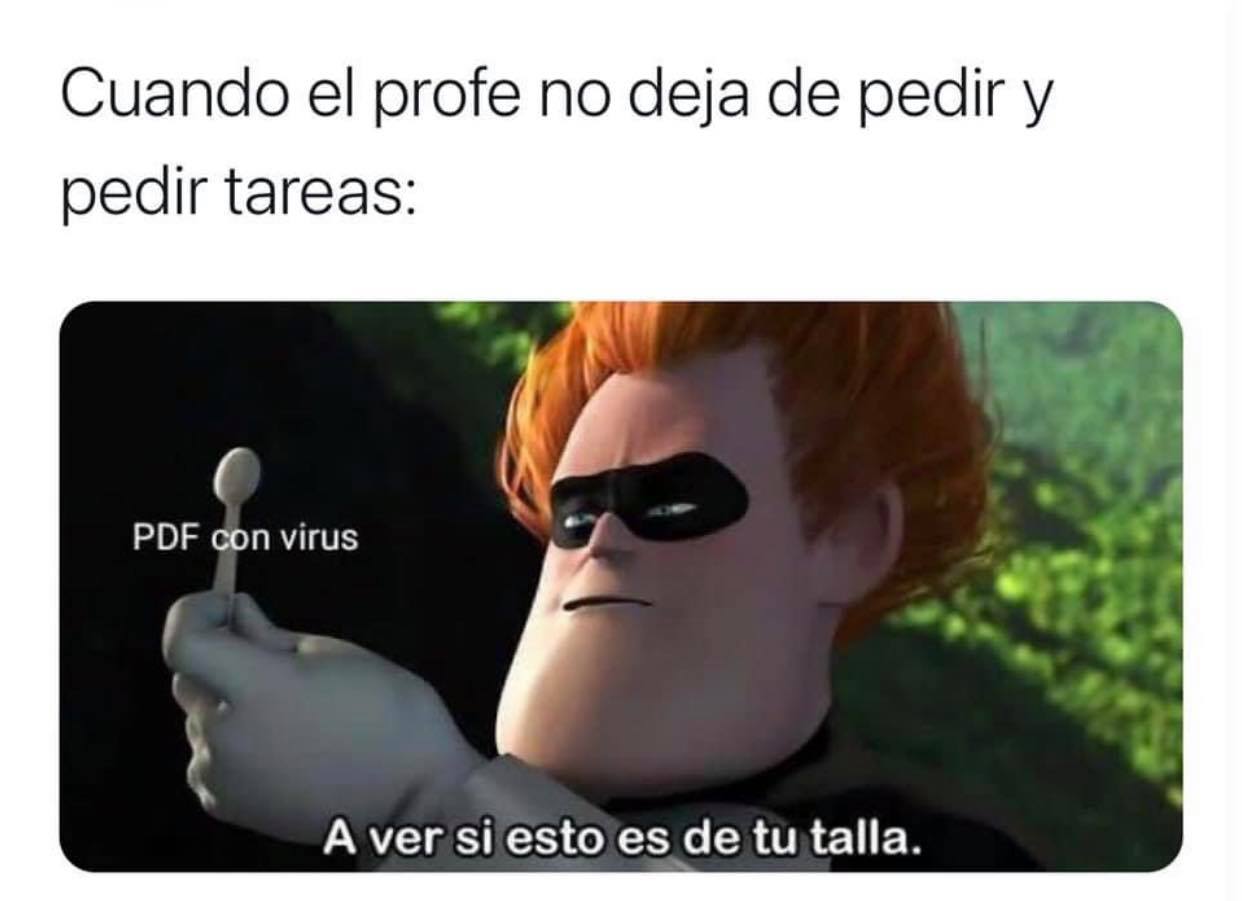 Cuando el profe no deja de pedir y
pedir tareas:
PDF con virus
A ver si esto es de tu talla.